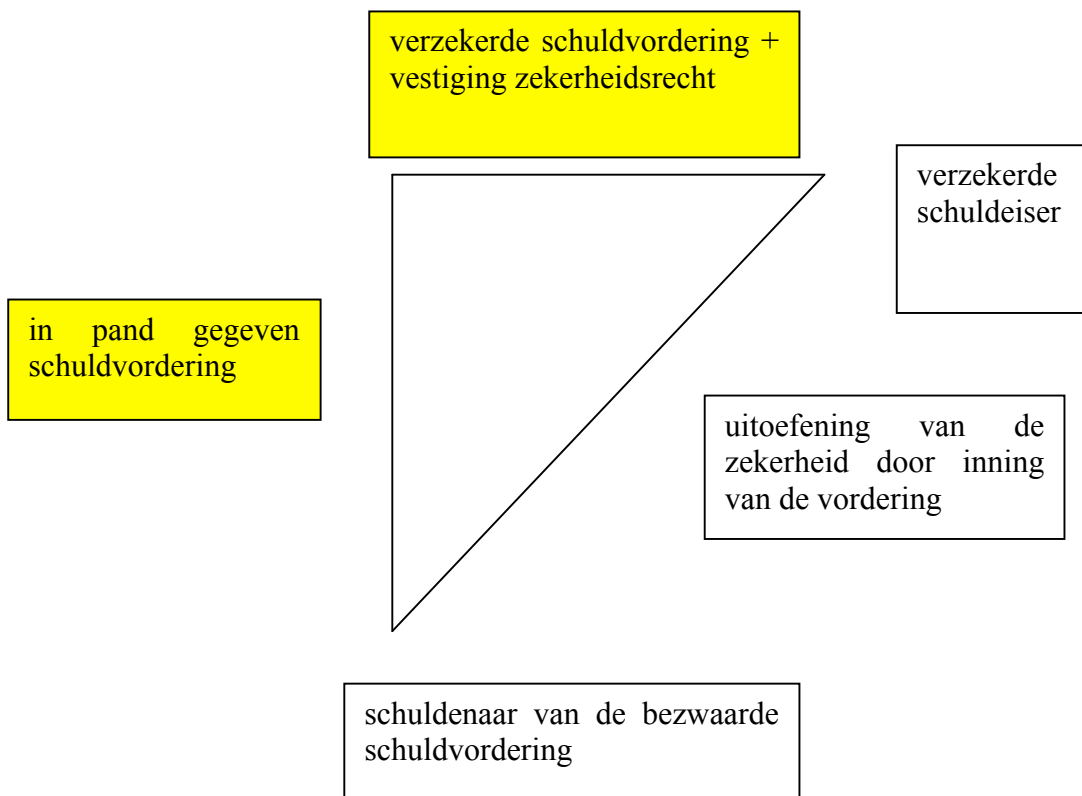 verzekerde schuldvordering +
vestiging zekerheidsrecht
verzekerde
schuldeiser
in pand gegeven
schuldvordering
uitoefening van de
zekerheid door inning
van de vordering
schuldenaar van de bezwaarde
schuldvordering